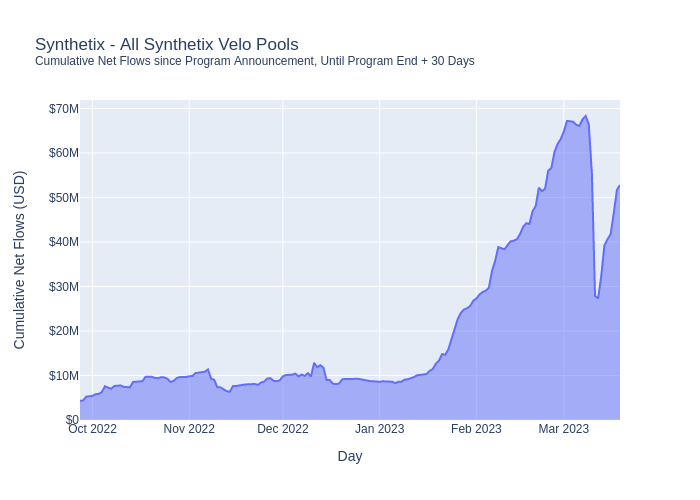 Synthetix - All Synthetix Velo Pools
Cumulative Net Flows since Program Announcement, Until Program End + 30 Days
Cumulative Net Flows (USD)
$70M
$60M
$50M
$40M
$30M
$20M
$10M
$0
Oct 2022 Nov 2022 Dec 2022 Jan 2023 Feb 2023 Mar 2023
Day